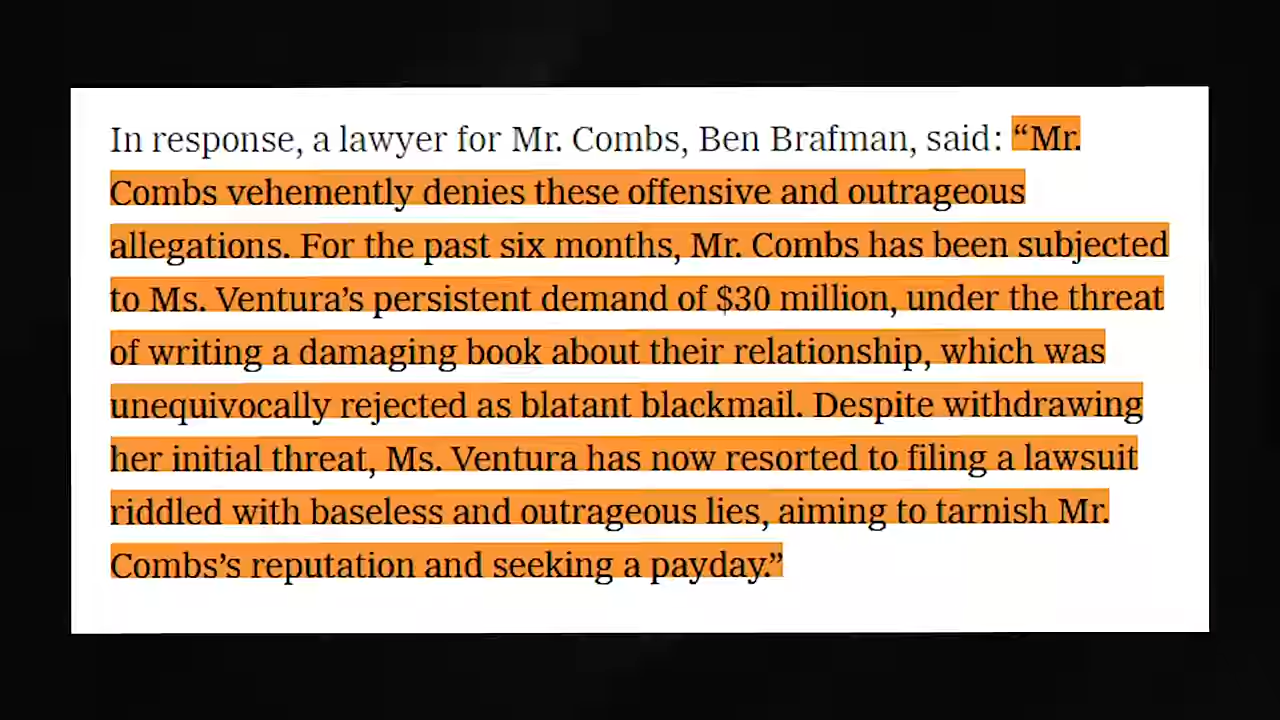 In response, a lawyer for Mr. Combs, Ben Brafman, said: “Mr.
Combs vehemently denies these offensive and outrageous
allegations. For the past six months, Mr. Combs has been subjected
to Ms. Ventura’s persistent demand of $30 million, under the threat
of writing a damaging book about their relationship, which was
unequivocally rejected as blatant blackmail. Despite withdrawing
her initial threat, Ms. Ventura has now resorted to filing a lawsuit
riddled with baseless and outrageous lies, aiming to tarnish Mr.
Combs’s reputation and seeking a payday.”